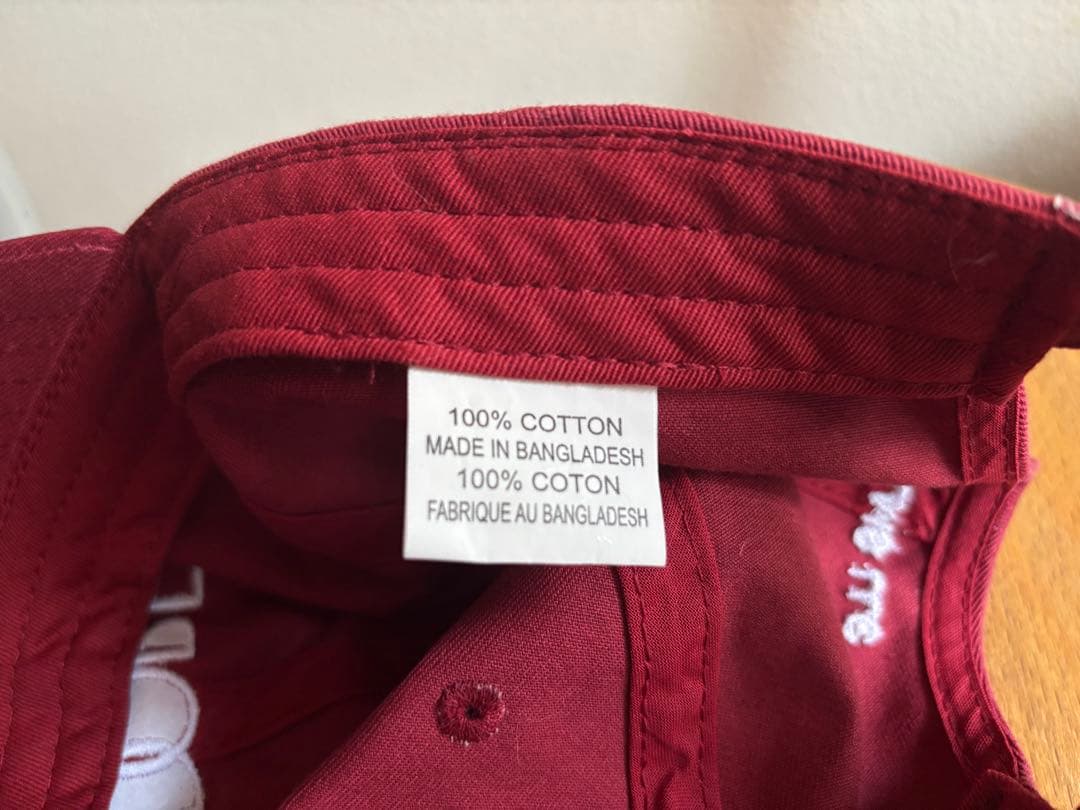 100% COTTON
MADE IN BANGLADESH
100% COTON
FABRIQUE AU BANGLADESH